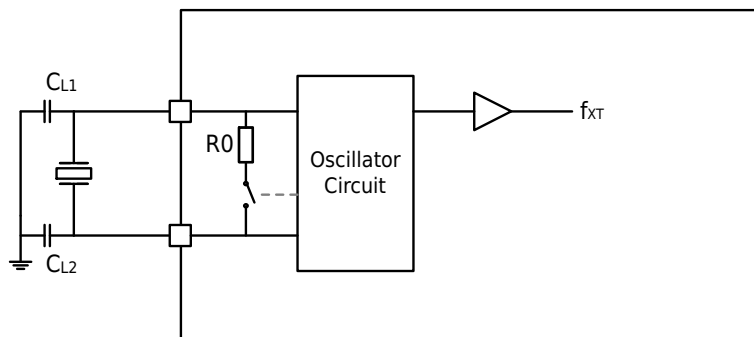 CL1
R0
Oscillator
Circuit
fXT
CL2